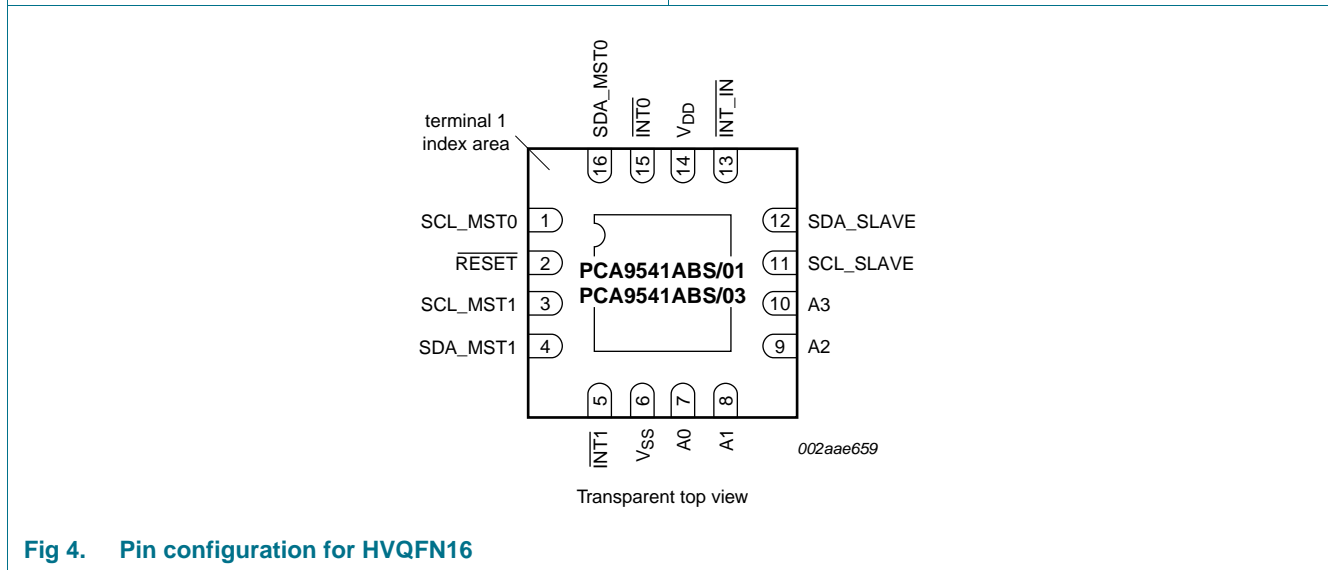 SDA_MST0
INT0
VDD
INT_IN
terminal 1
index area
16
15
14
13
SCL_MST0
1
12
SDA_SLAVE
RESET
2
PCA9541ABS/01
11
SCL_SLAVE
SCL_MST1
3
PCA9541ABS/03
10
A3
SDA_MST1
4
9
A2
5
6
7
8
INT1
VSS
A0
A1
002aae659
Transparent top view
Fig 4. Pin configuration for HVQFN16